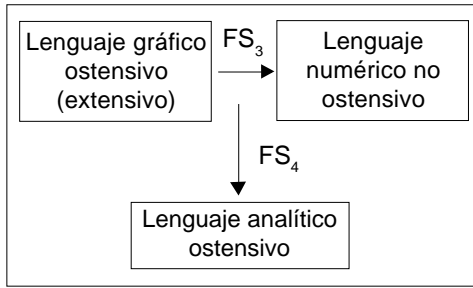 Lenguaje gráfico
ostensivo
(extensivo)
FS3
Lenguaje
numérico no
ostensivo
FS4
Lenguaje analítico
ostensivo